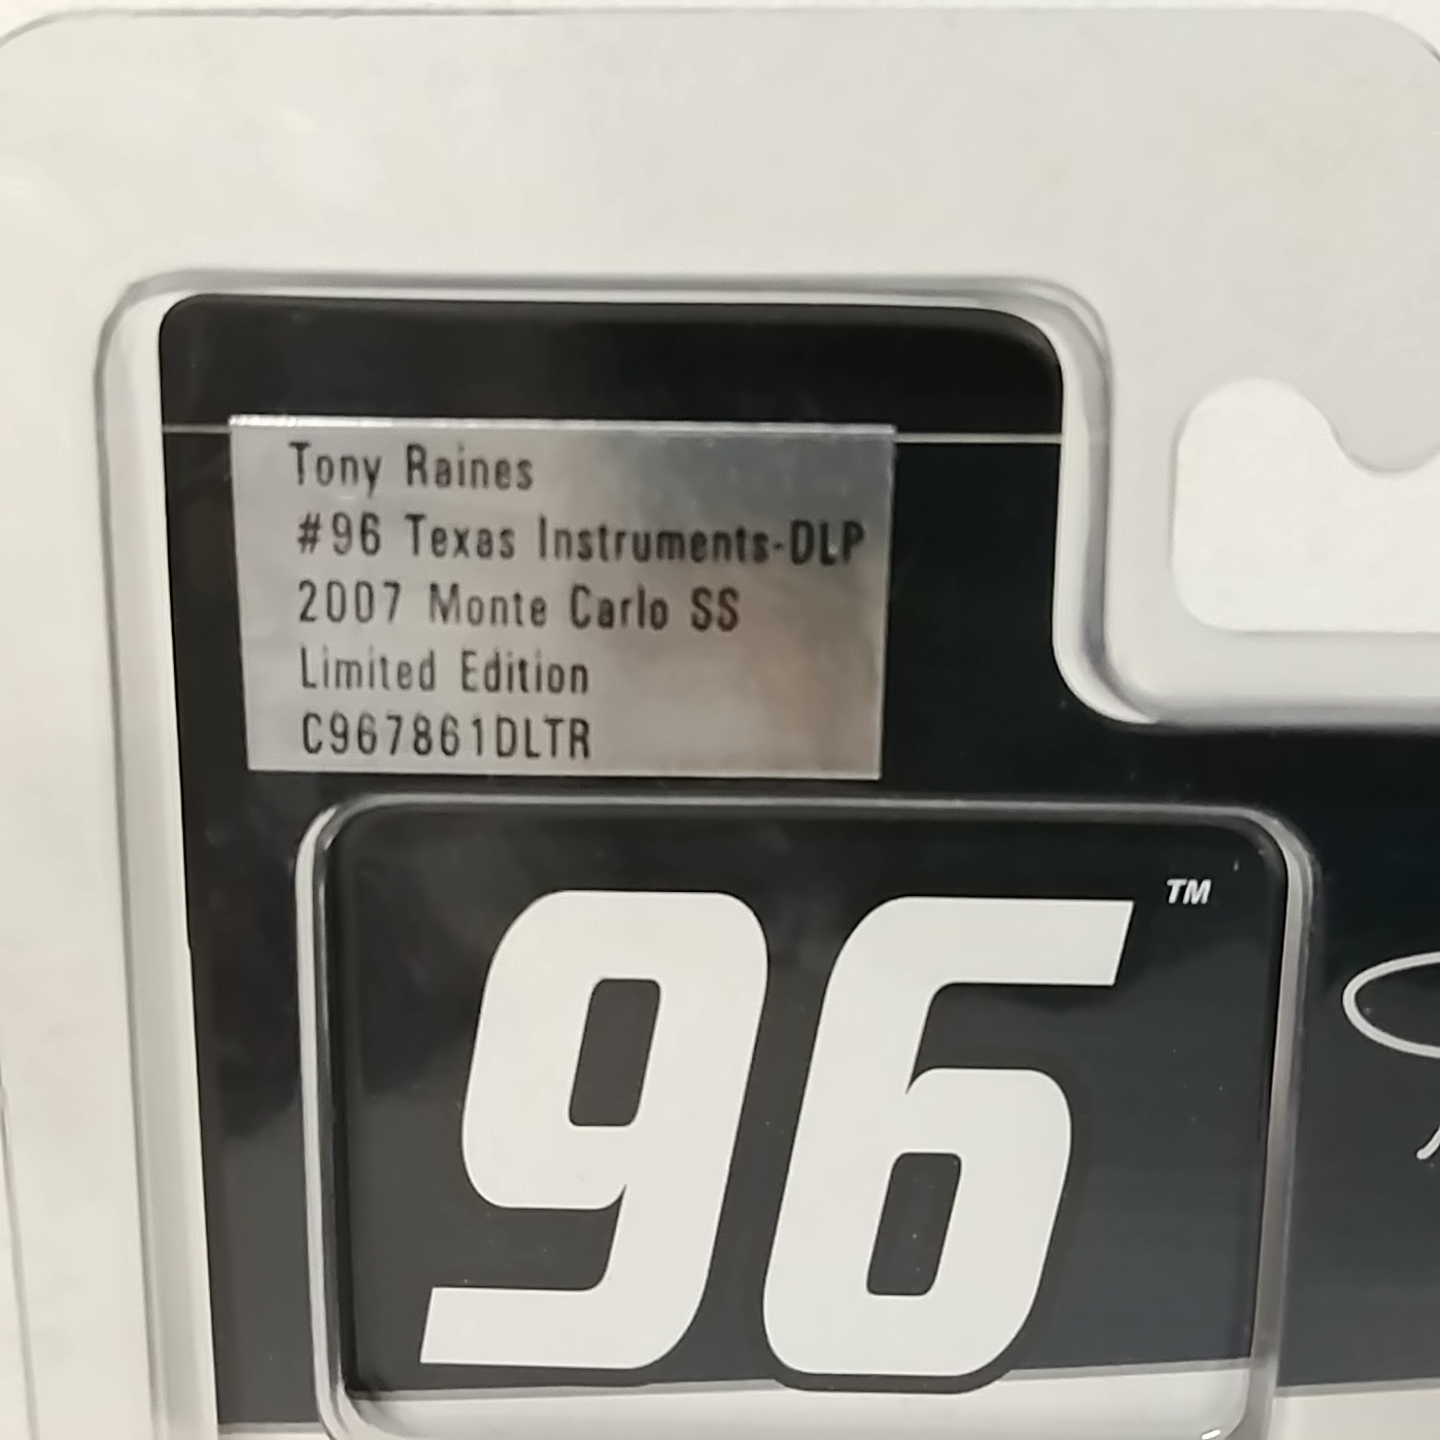 Tony Raines
#96 Texas Instruments-DLP
2007 Monte Carlo SS
Limited Edition
C967861DLTR
96 TM